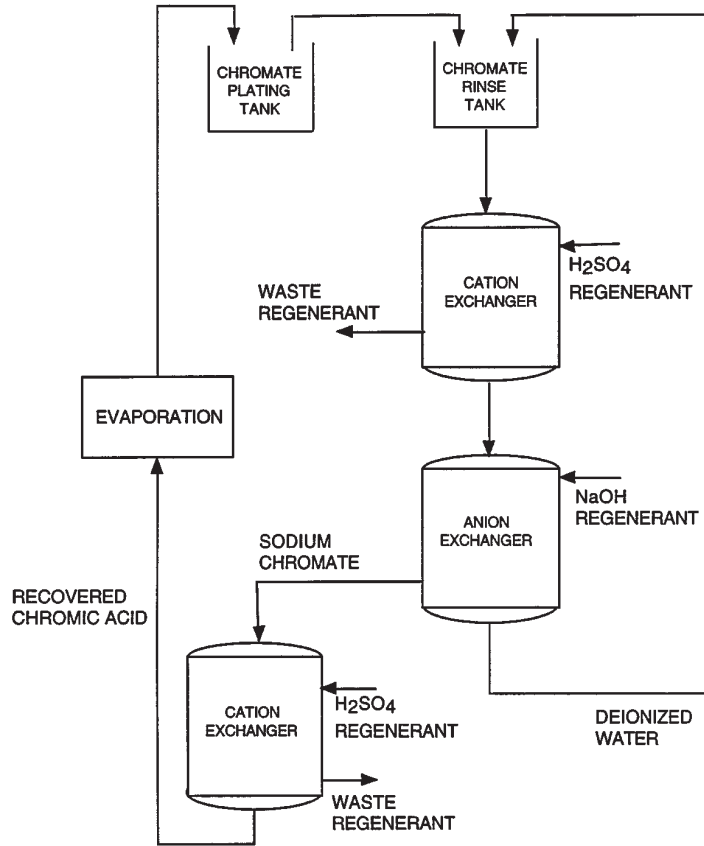 CHROMATE
PLATING
TANK
CHROMATE
RINSE
TANK
CATION
EXCHANGER
H2SO4
REGENERANT
WASTE
REGENERANT
EVAPORATION
ANION
EXCHANGER
NaOH
REGENERANT
SODIUM
CHROMATE
RECOVERED
CHROMIC ACID
CATION
EXCHANGER
H2SO4
REGENERANT
WASTE
REGENERANT
DEIONIZED
WATER